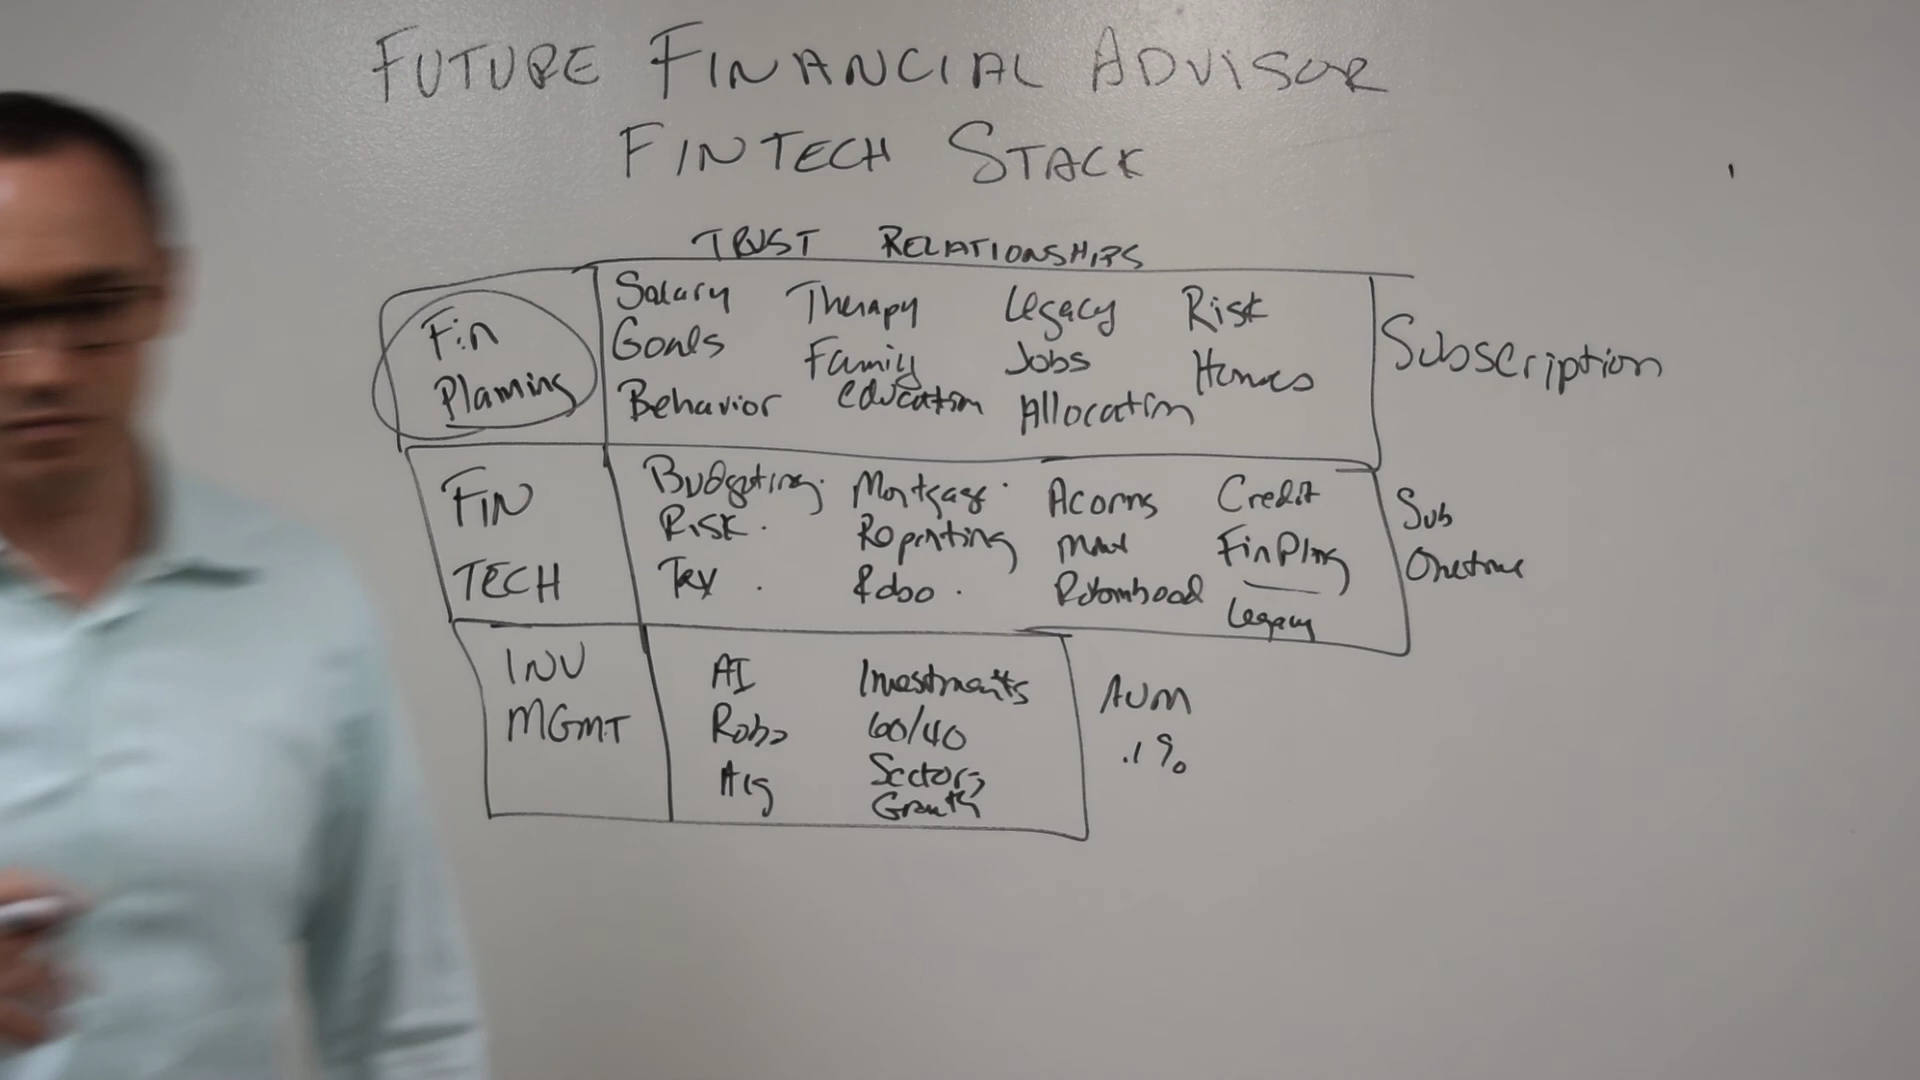 FUTURE FINANCIAL ADVISOR
FINTECH STACK
TRUST RELATIONSHIPS
Fin
Planning
Salary Therapy Legacy Risk
Goals Family Jobs Homes
Behavior Education Allocation
Subscription
FIN
TECH
Budgeting Mortgage Acorns Credit
Risk Reporting Mint FinPlng
Tax Robo Robinhood Legacy
Sub
Onetime
INV
MGMT
AI Investments
Robo 60/40
Alg Sectors
Growth
AUM
.1%